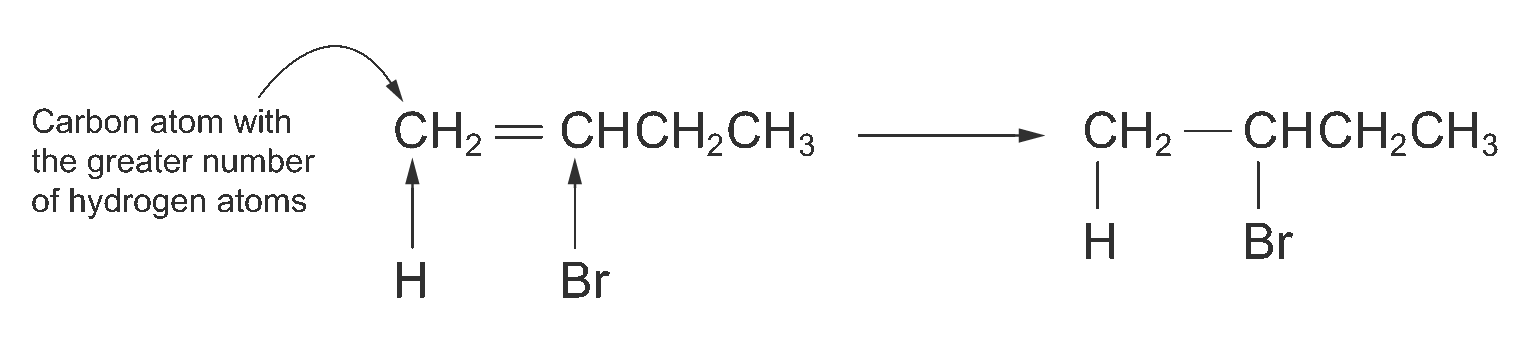 Carbon atom with
the greater number
of hydrogen atoms
CH₂=CHCH₂CH₃
H
Br
CH₂—CHCH₂CH₃
H
Br